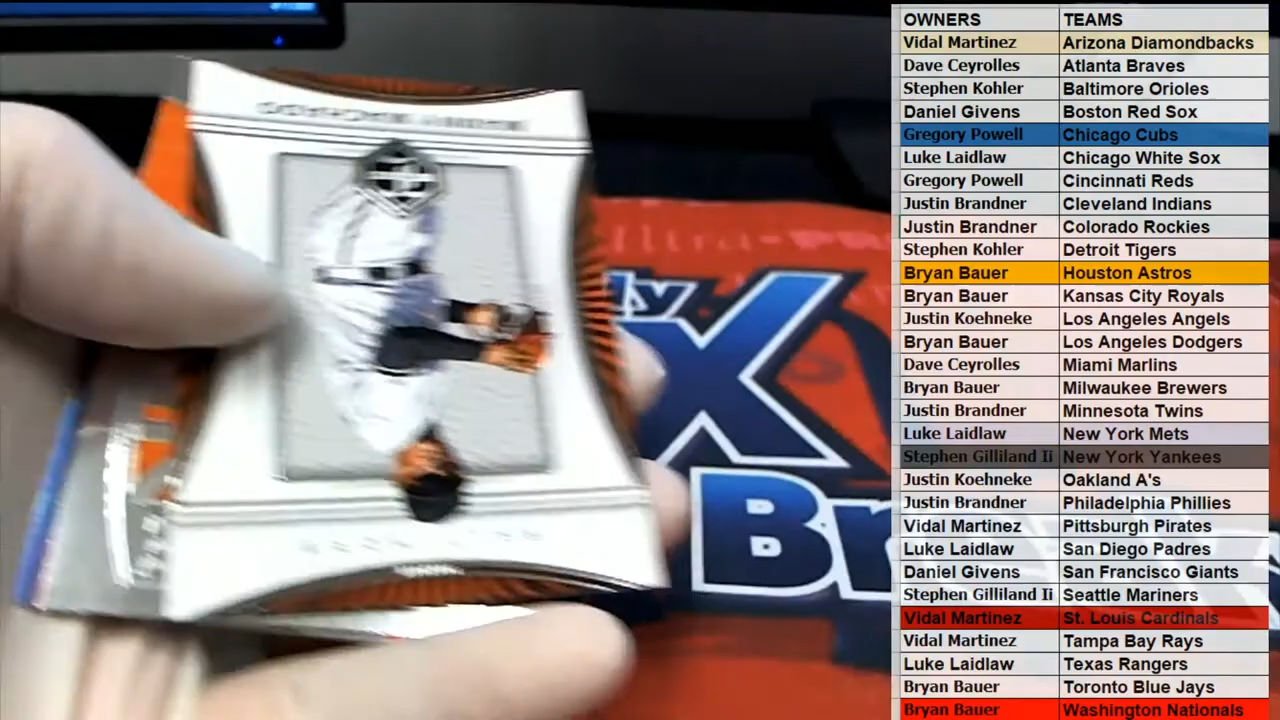 OWNERS TEAMS
Vidal Martinez Arizona Diamondbacks
Dave Ceyrolles Atlanta Braves
Stephen Kohler Baltimore Orioles
Daniel Givens Boston Red Sox
Gregory Powell Chicago Cubs
Luke Laidlaw Chicago White Sox
Gregory Powell Cincinnati Reds
Justin Brandner Cleveland Indians
Justin Brandner Colorado Rockies
Stephen Kohler Detroit Tigers
Bryan Bauer Houston Astros
Bryan Bauer Kansas City Royals
Justin Koehneke Los Angeles Angels
Bryan Bauer Los Angeles Dodgers
Dave Ceyrolles Miami Marlins
Bryan Bauer Milwaukee Brewers
Justin Brandner Minnesota Twins
Luke Laidlaw New York Mets
Stephen Gilliland Ii New York Yankees
Justin Koehneke Oakland A's
Justin Brandner Philadelphia Phillies
Vidal Martinez Pittsburgh Pirates
Luke Laidlaw San Diego Padres
Daniel Givens San Francisco Giants
Stephen Gilliland Ii Seattle Mariners
Vidal Martinez St. Louis Cardinals
Vidal Martinez Tampa Bay Rays
Luke Laidlaw Texas Rangers
Bryan Bauer Toronto Blue Jays
Bryan Bauer Washington Nationals
MANNY MACHADO
Ultra-PRO
X
Br